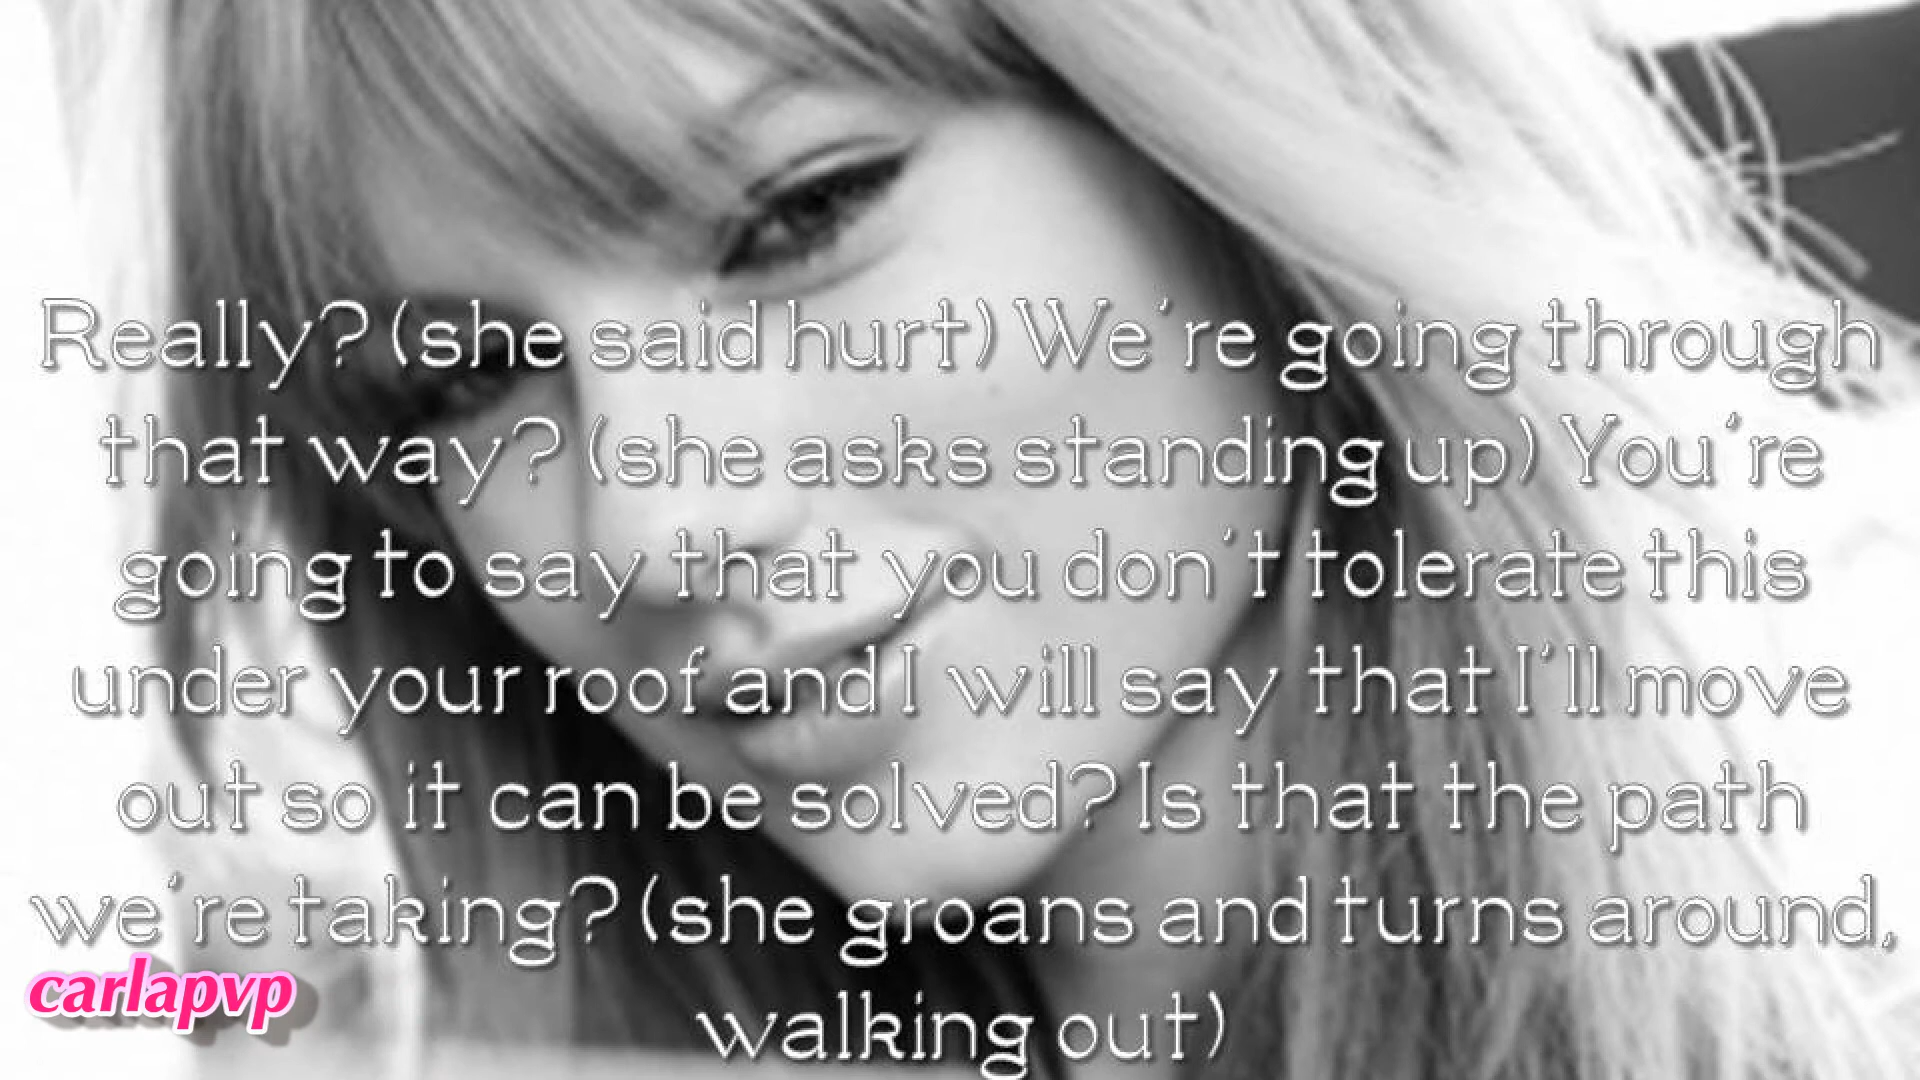 Really? (she said hurt) We're going through
that way? (she asks standing up) You're
going to say that you don't tolerate this
under your roof and I will say that I'll move
out so it can be solved? Is that the path
we're taking? (she groans and turns around,
walking out)
carlapvp